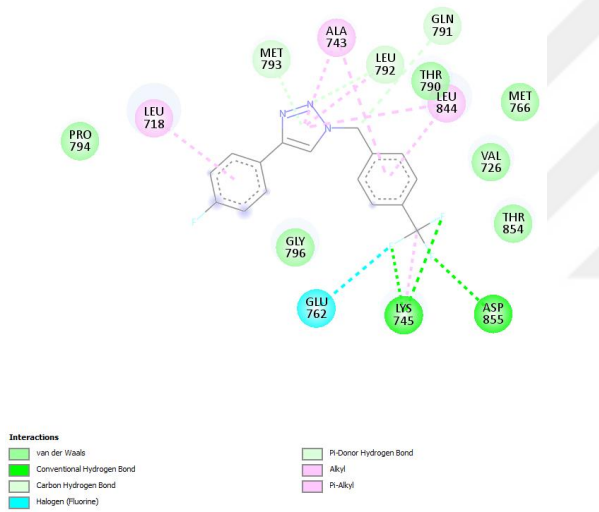 GLN
791
ALA
743
MET
793
LEU
792
THR
790
LEU
844
MET
766
LEU
718
PRO
794
N
N
N
VAL
726
THR
854
GLY
796
F
GLU
762
LYS
745
ASP
855
Interactions
van der Waals
Conventional Hydrogen Bond
Carbon Hydrogen Bond
Halogen (Fluorine)
Pi-Donor Hydrogen Bond
Alkyl
Pi-Alkyl